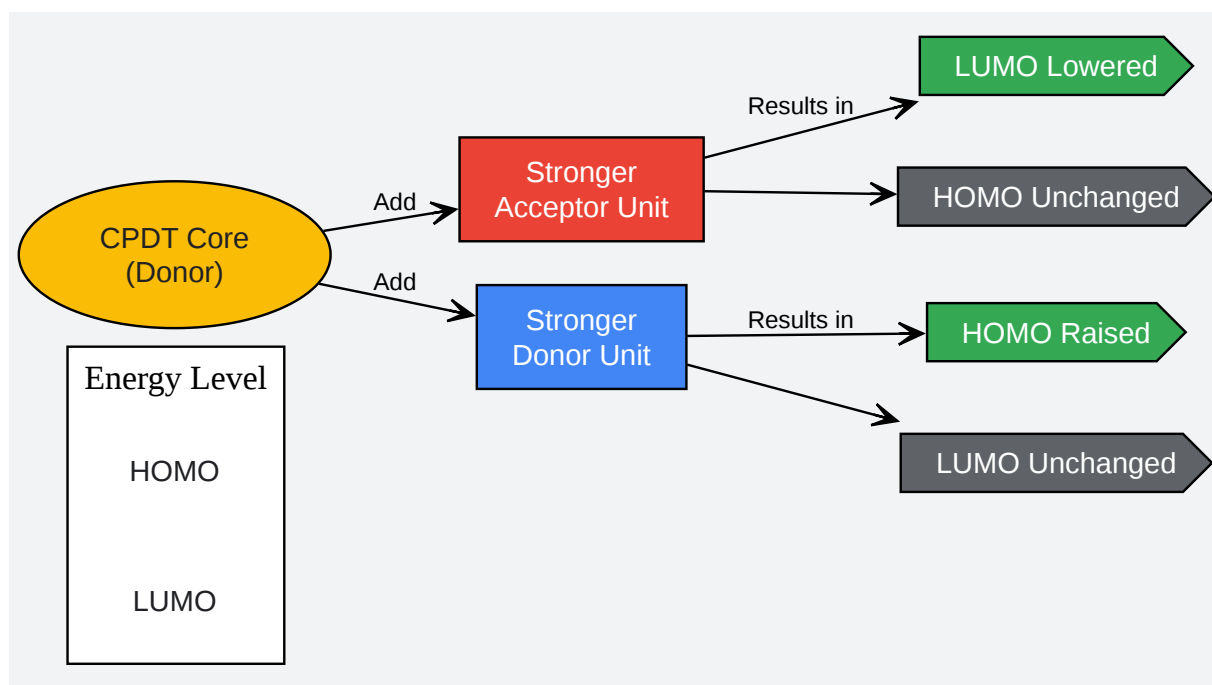 CPDT Core
(Donor)
Add
Add
Stronger
Acceptor Unit
Stronger
Donor Unit
Results in
Results in
LUMO Lowered
HOMO Unchanged
HOMO Raised
LUMO Unchanged
Energy Level
HOMO
LUMO